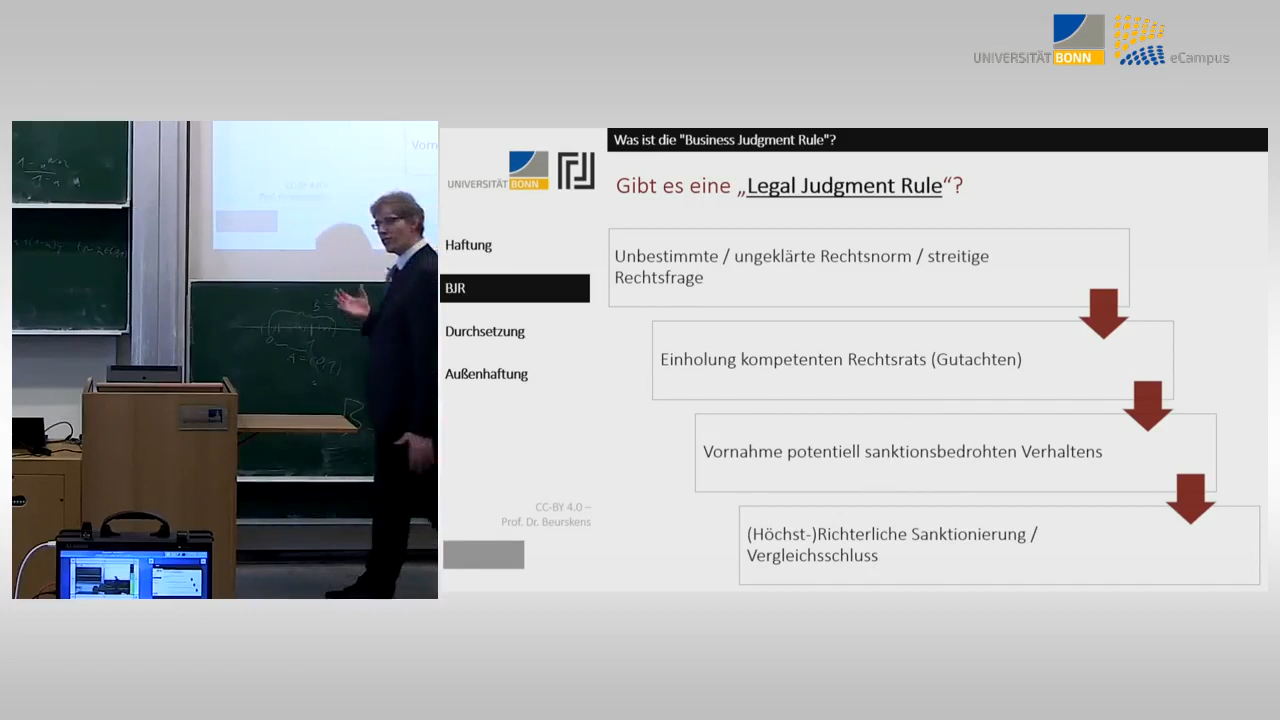 UNIVERSITÄT BONN eCampus
Vorn
Was ist die "Business Judgment Rule"?
UNIVERSITÄT BONN
Gibt es eine „Legal Judgment Rule“?
Haftung
BJR
Durchsetzung
Außenhaftung
Unbestimmte / ungeklärte Rechtsnorm / streitige
Rechtsfrage
Einholung kompetenten Rechtsrats (Gutachten)
Vornahme potentiell sanktionsbedrohten Verhaltens
(Höchst-)Richterliche Sanktionierung /
Vergleichsschluss
CC-BY 4.0 –
Prof. Dr. Beurskens